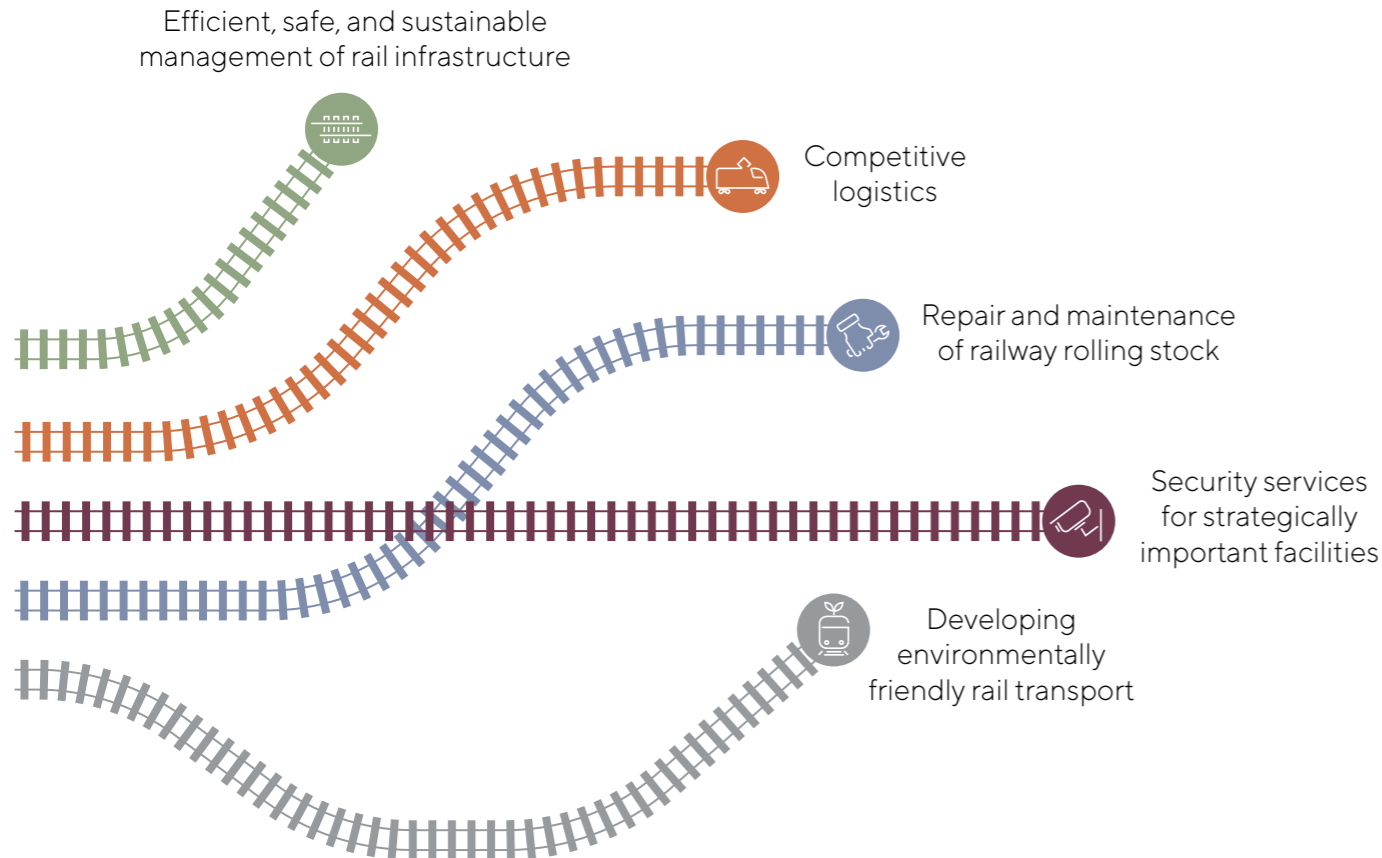 Efficient, safe, and sustainable
management of rail infrastructure
Competitive
logistics
Repair and maintenance
of railway rolling stock
Security services
for strategically
important facilities
Developing
environmentally
friendly rail transport